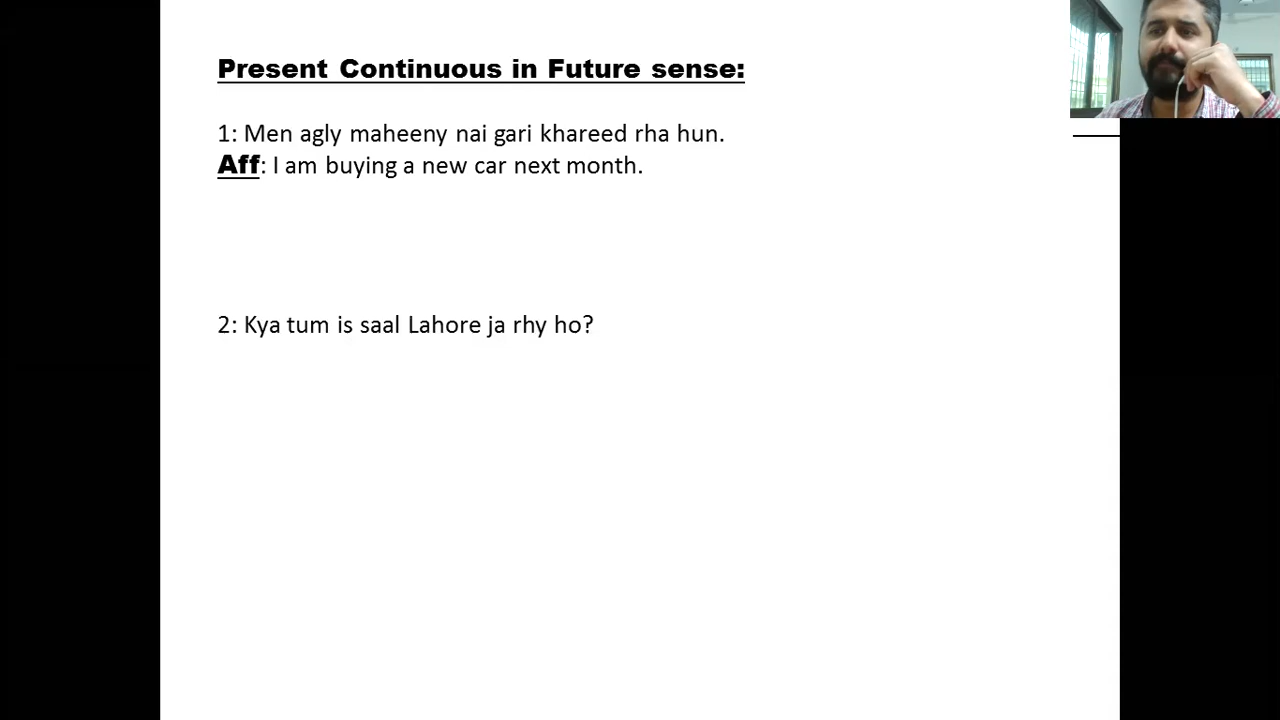 Present Continuous in Future sense:
1: Men agly maheeny nai gari khareed rha hun.
Aff: I am buying a new car next month.
2: Kya tum is saal Lahore ja rhy ho?